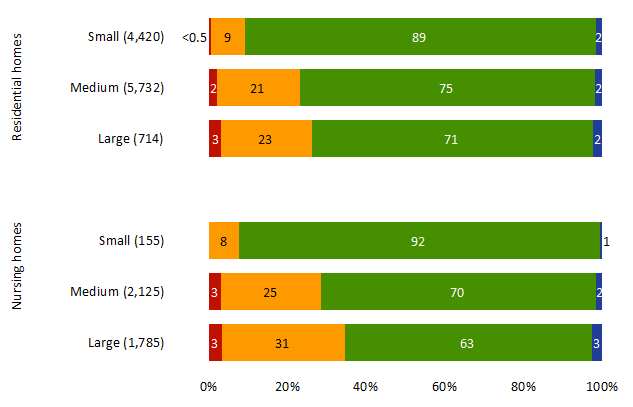 Residential homes
Small (4,420) <0.5 9 89 2
Medium (5,732) 2 21 75 2
Large (714) 3 23 71 2
Nursing homes
Small (155) 8 92 1
Medium (2,125) 3 25 70 2
Large (1,785) 3 31 63 3
0% 20% 40% 60% 80% 100%